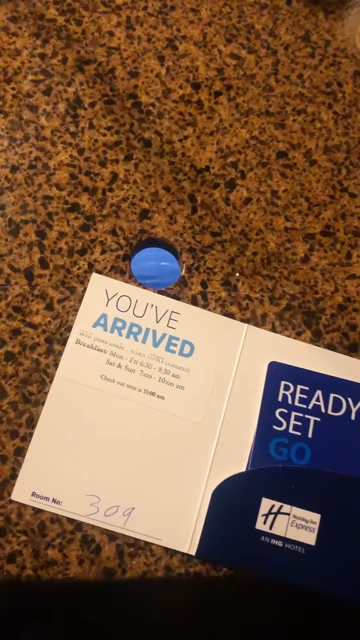 YOU'VE
ARRIVED
Breakfast: Mon - Fri 6:30 - 9:30 am
Sat & Sun 7:00 - 10:00 am
Check out time is 11:00 am
Room No: 309
READY
SET
GO
H
Holiday Inn
Express
AN IHG HOTEL